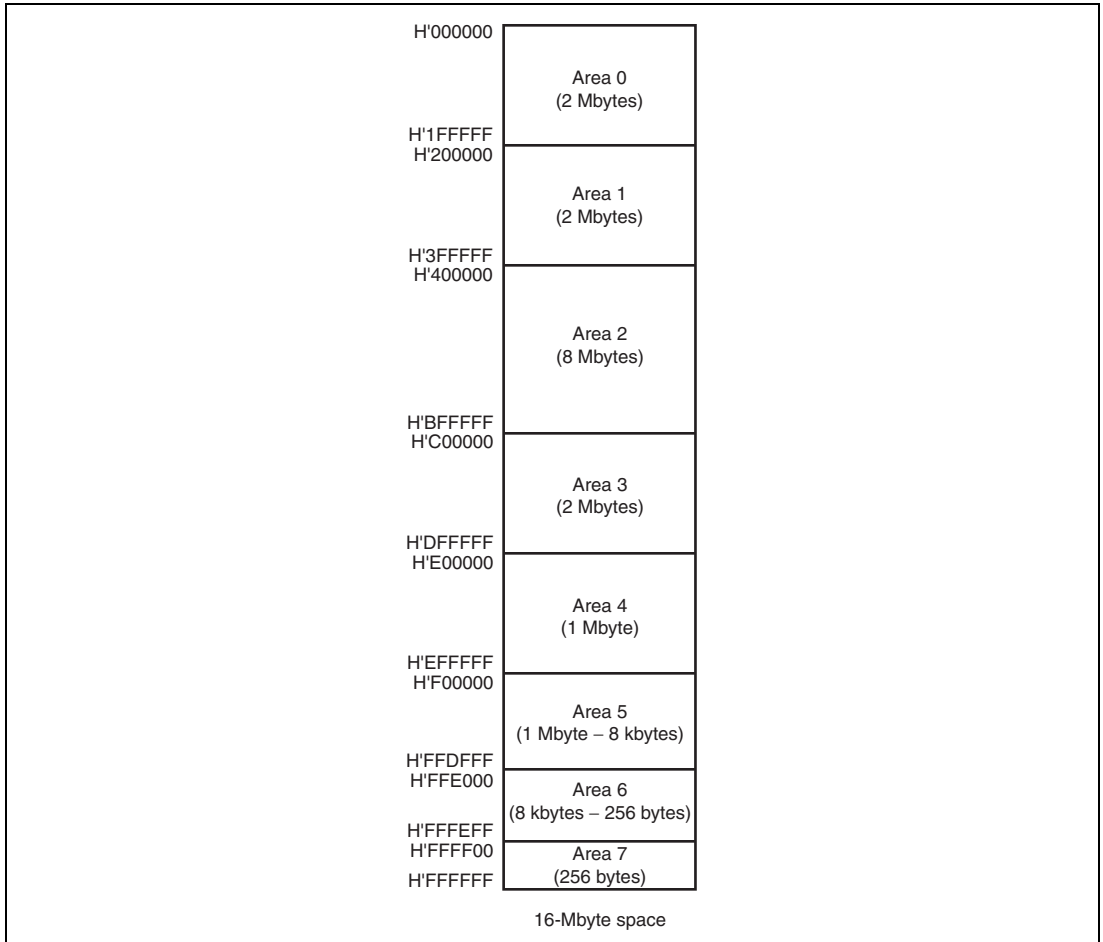 H'000000
Area 0
(2 Mbytes)
H'1FFFFF
H'200000
Area 1
(2 Mbytes)
H'3FFFFF
H'400000
Area 2
(8 Mbytes)
H'BFFFFF
H'C00000
Area 3
(2 Mbytes)
H'DFFFFF
H'E00000
Area 4
(1 Mbyte)
H'EFFFFF
H'F00000
Area 5
(1 Mbyte – 8 kbytes)
H'FFDFFF
H'FFE000
Area 6
(8 kbytes – 256 bytes)
H'FFFEFF
H'FFFF00
Area 7
(256 bytes)
H'FFFFFF
16-Mbyte space